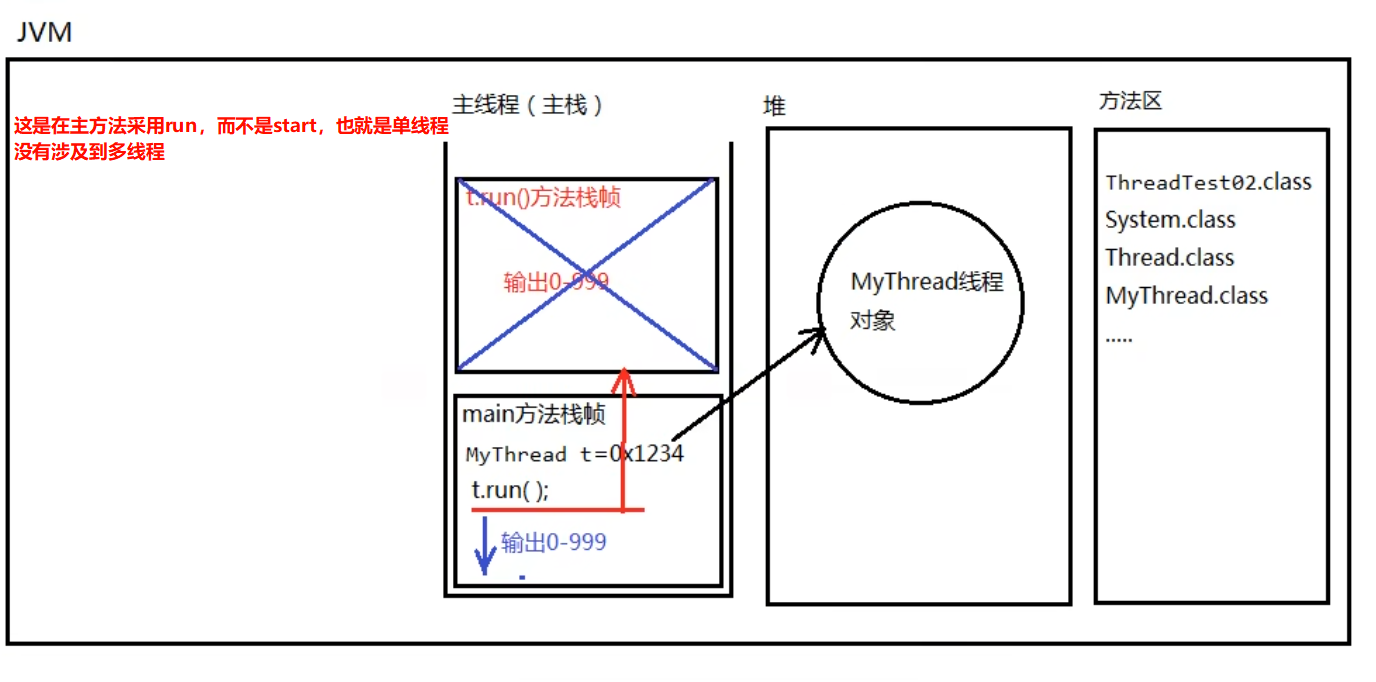 JVM
这是在主方法采用run，而不是start，也就是单线程
没有涉及到多线程
主线程（主栈）
t.run()方法栈帧
输出0-999
main方法栈帧
MyThread t=0x1234
t.run( );
输出0-999
堆
MyThread线程
对象
方法区
ThreadTest02.class
System.class
Thread.class
MyThread.class
.....